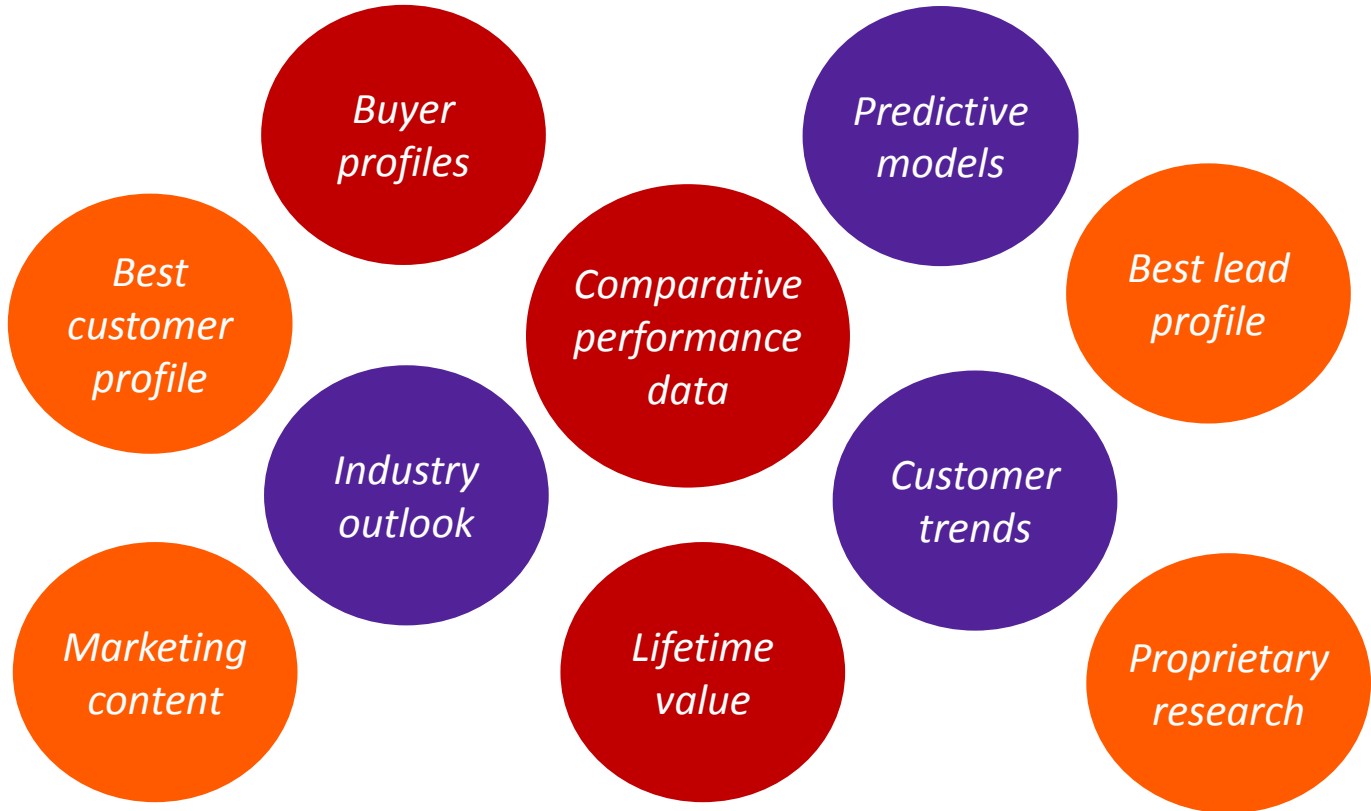 Buyer
profiles
Predictive
models
Best
customer
profile
Comparative
performance
data
Best lead
profile
Industry
outlook
Customer
trends
Marketing
content
Lifetime
value
Proprietary
research